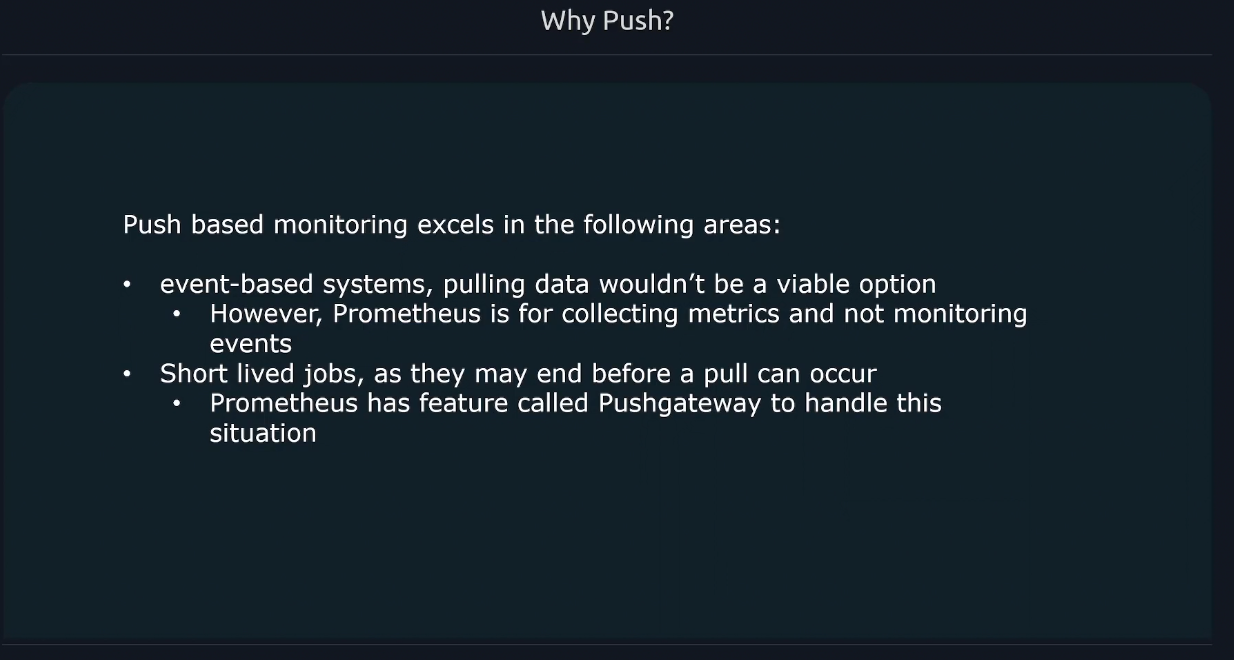 Why Push?
Push based monitoring excels in the following areas:
• event-based systems, pulling data wouldn’t be a viable option
• However, Prometheus is for collecting metrics and not monitoring
events
• Short lived jobs, as they may end before a pull can occur
• Prometheus has feature called Pushgateway to handle this
situation